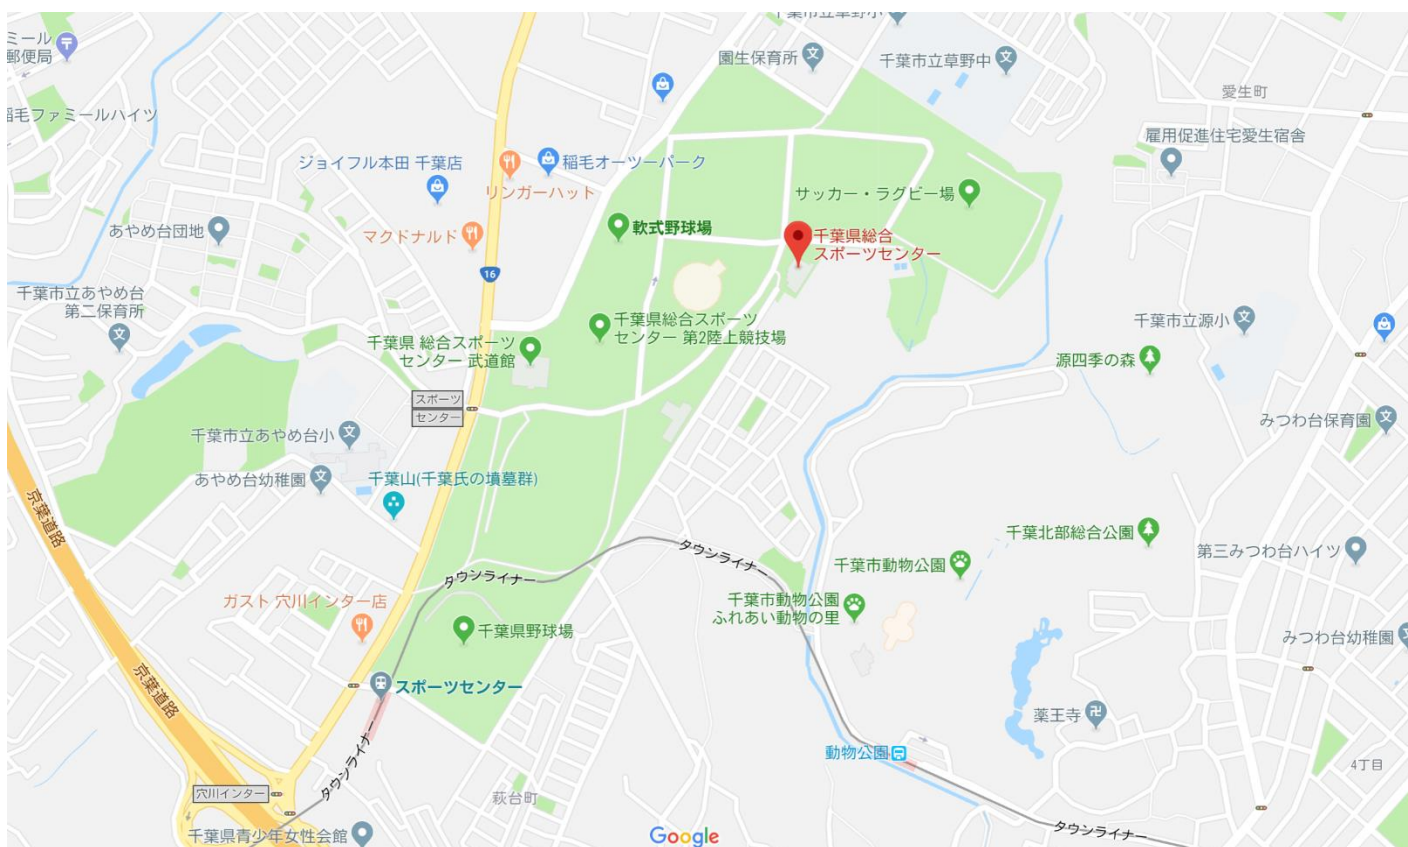 千葉市立草野小
ミール
郵便局
園生保育所
千葉市立草野中
愛生町
稲毛ファミールハイツ
雇用促進住宅愛生宿舎
ジョイフル本田 千葉店
稲毛オーツーパーク
リンガーハット
サッカー・ラグビー場
あやめ台団地
マクドナルド
軟式野球場
千葉県総合
スポーツセンター
16
千葉市立あやめ台
第二保育所
千葉県総合スポーツ
センター 第2陸上競技場
千葉市立源小
千葉県 総合スポーツ
センター 武道館
源四季の森
スポーツ
センター
みつわ台保育園
千葉市立あやめ台小
あやめ台幼稚園
千葉山(千葉氏の墳墓群)
京葉道路
千葉北部総合公園
タウンライナー
タウンライナー
第三みつわ台ハイツ
千葉市動物公園
ガスト 穴川インター店
千葉市動物公園
ふれあい動物の里
千葉県野球場
みつわ台幼稚園
京葉道路
スポーツセンター
薬王寺
タウンライナー
動物公園
4丁目
穴川インター
萩台町
千葉県青少年女性会館
Google
タウンライナー